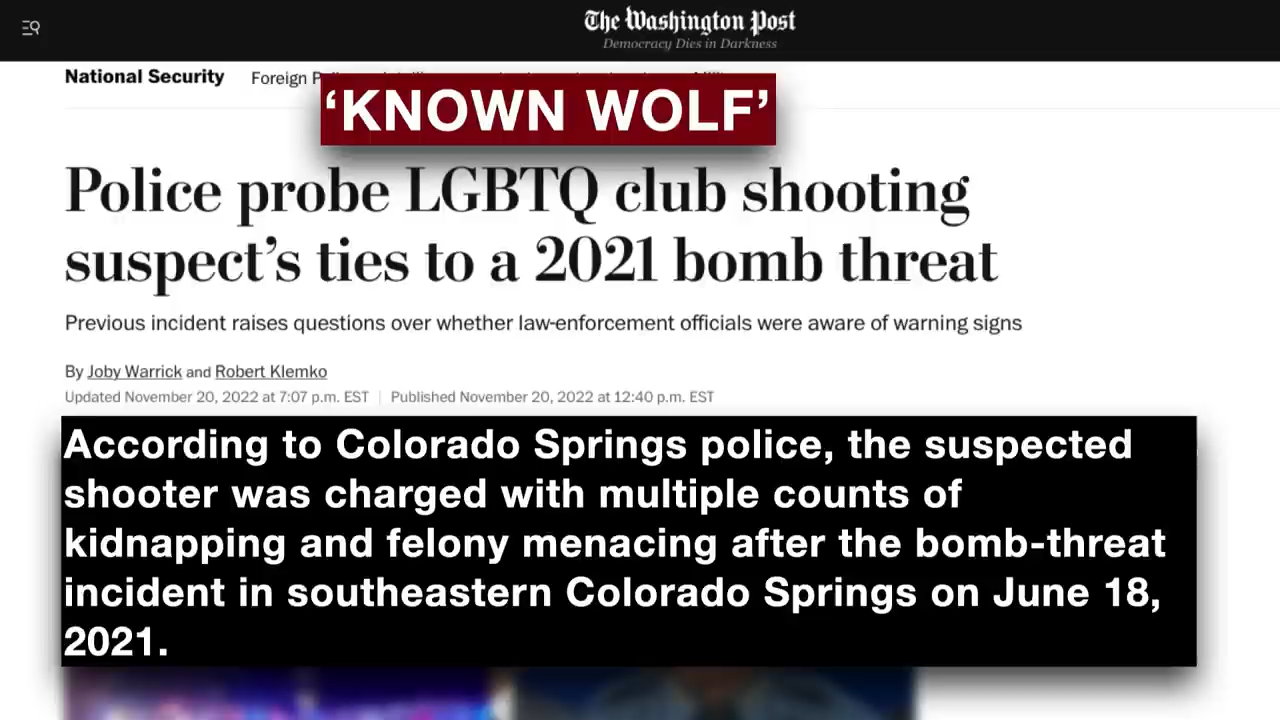 The Washington Post
Democracy Dies in Darkness
National Security Foreign
‘KNOWN WOLF’
Police probe LGBTQ club shooting
suspect’s ties to a 2021 bomb threat
Previous incident raises questions over whether law-enforcement officials were aware of warning signs
By Joby Warrick and Robert Klemko
Updated November 20, 2022 at 7:07 p.m. EST | Published November 20, 2022 at 12:40 p.m. EST
According to Colorado Springs police, the suspected
shooter was charged with multiple counts of
kidnapping and felony menacing after the bomb-threat
incident in southeastern Colorado Springs on June 18,
2021.